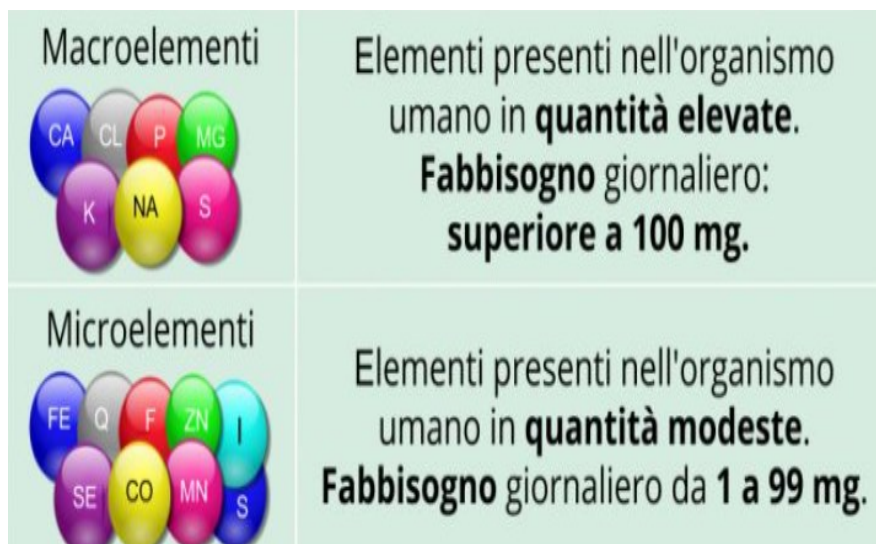 Macroelementi
CA CL P MG
K NA S
Elementi presenti nell'organismo
umano in quantità elevate.
Fabbisogno giornaliero:
superiore a 100 mg.
Microelementi
FE Q F ZN I
SE CO MN S
Elementi presenti nell'organismo
umano in quantità modeste.
Fabbisogno giornaliero da 1 a 99 mg.